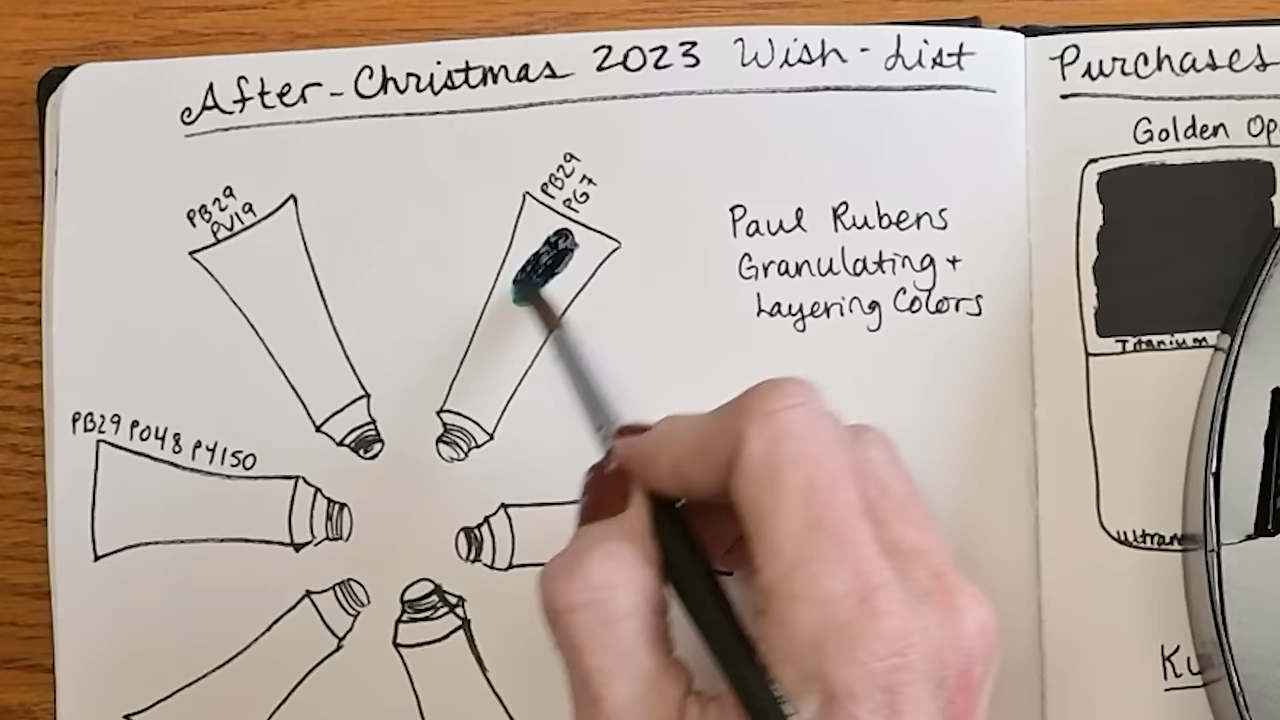 After-Christmas 2023 Wish-List
Purchases
PB29
PG7
PB29
PV19
Paul Rubens
Granulating +
Layering Colors
PB29 PO48 PY150
Golden Op
Titanium
Ultram
Ku